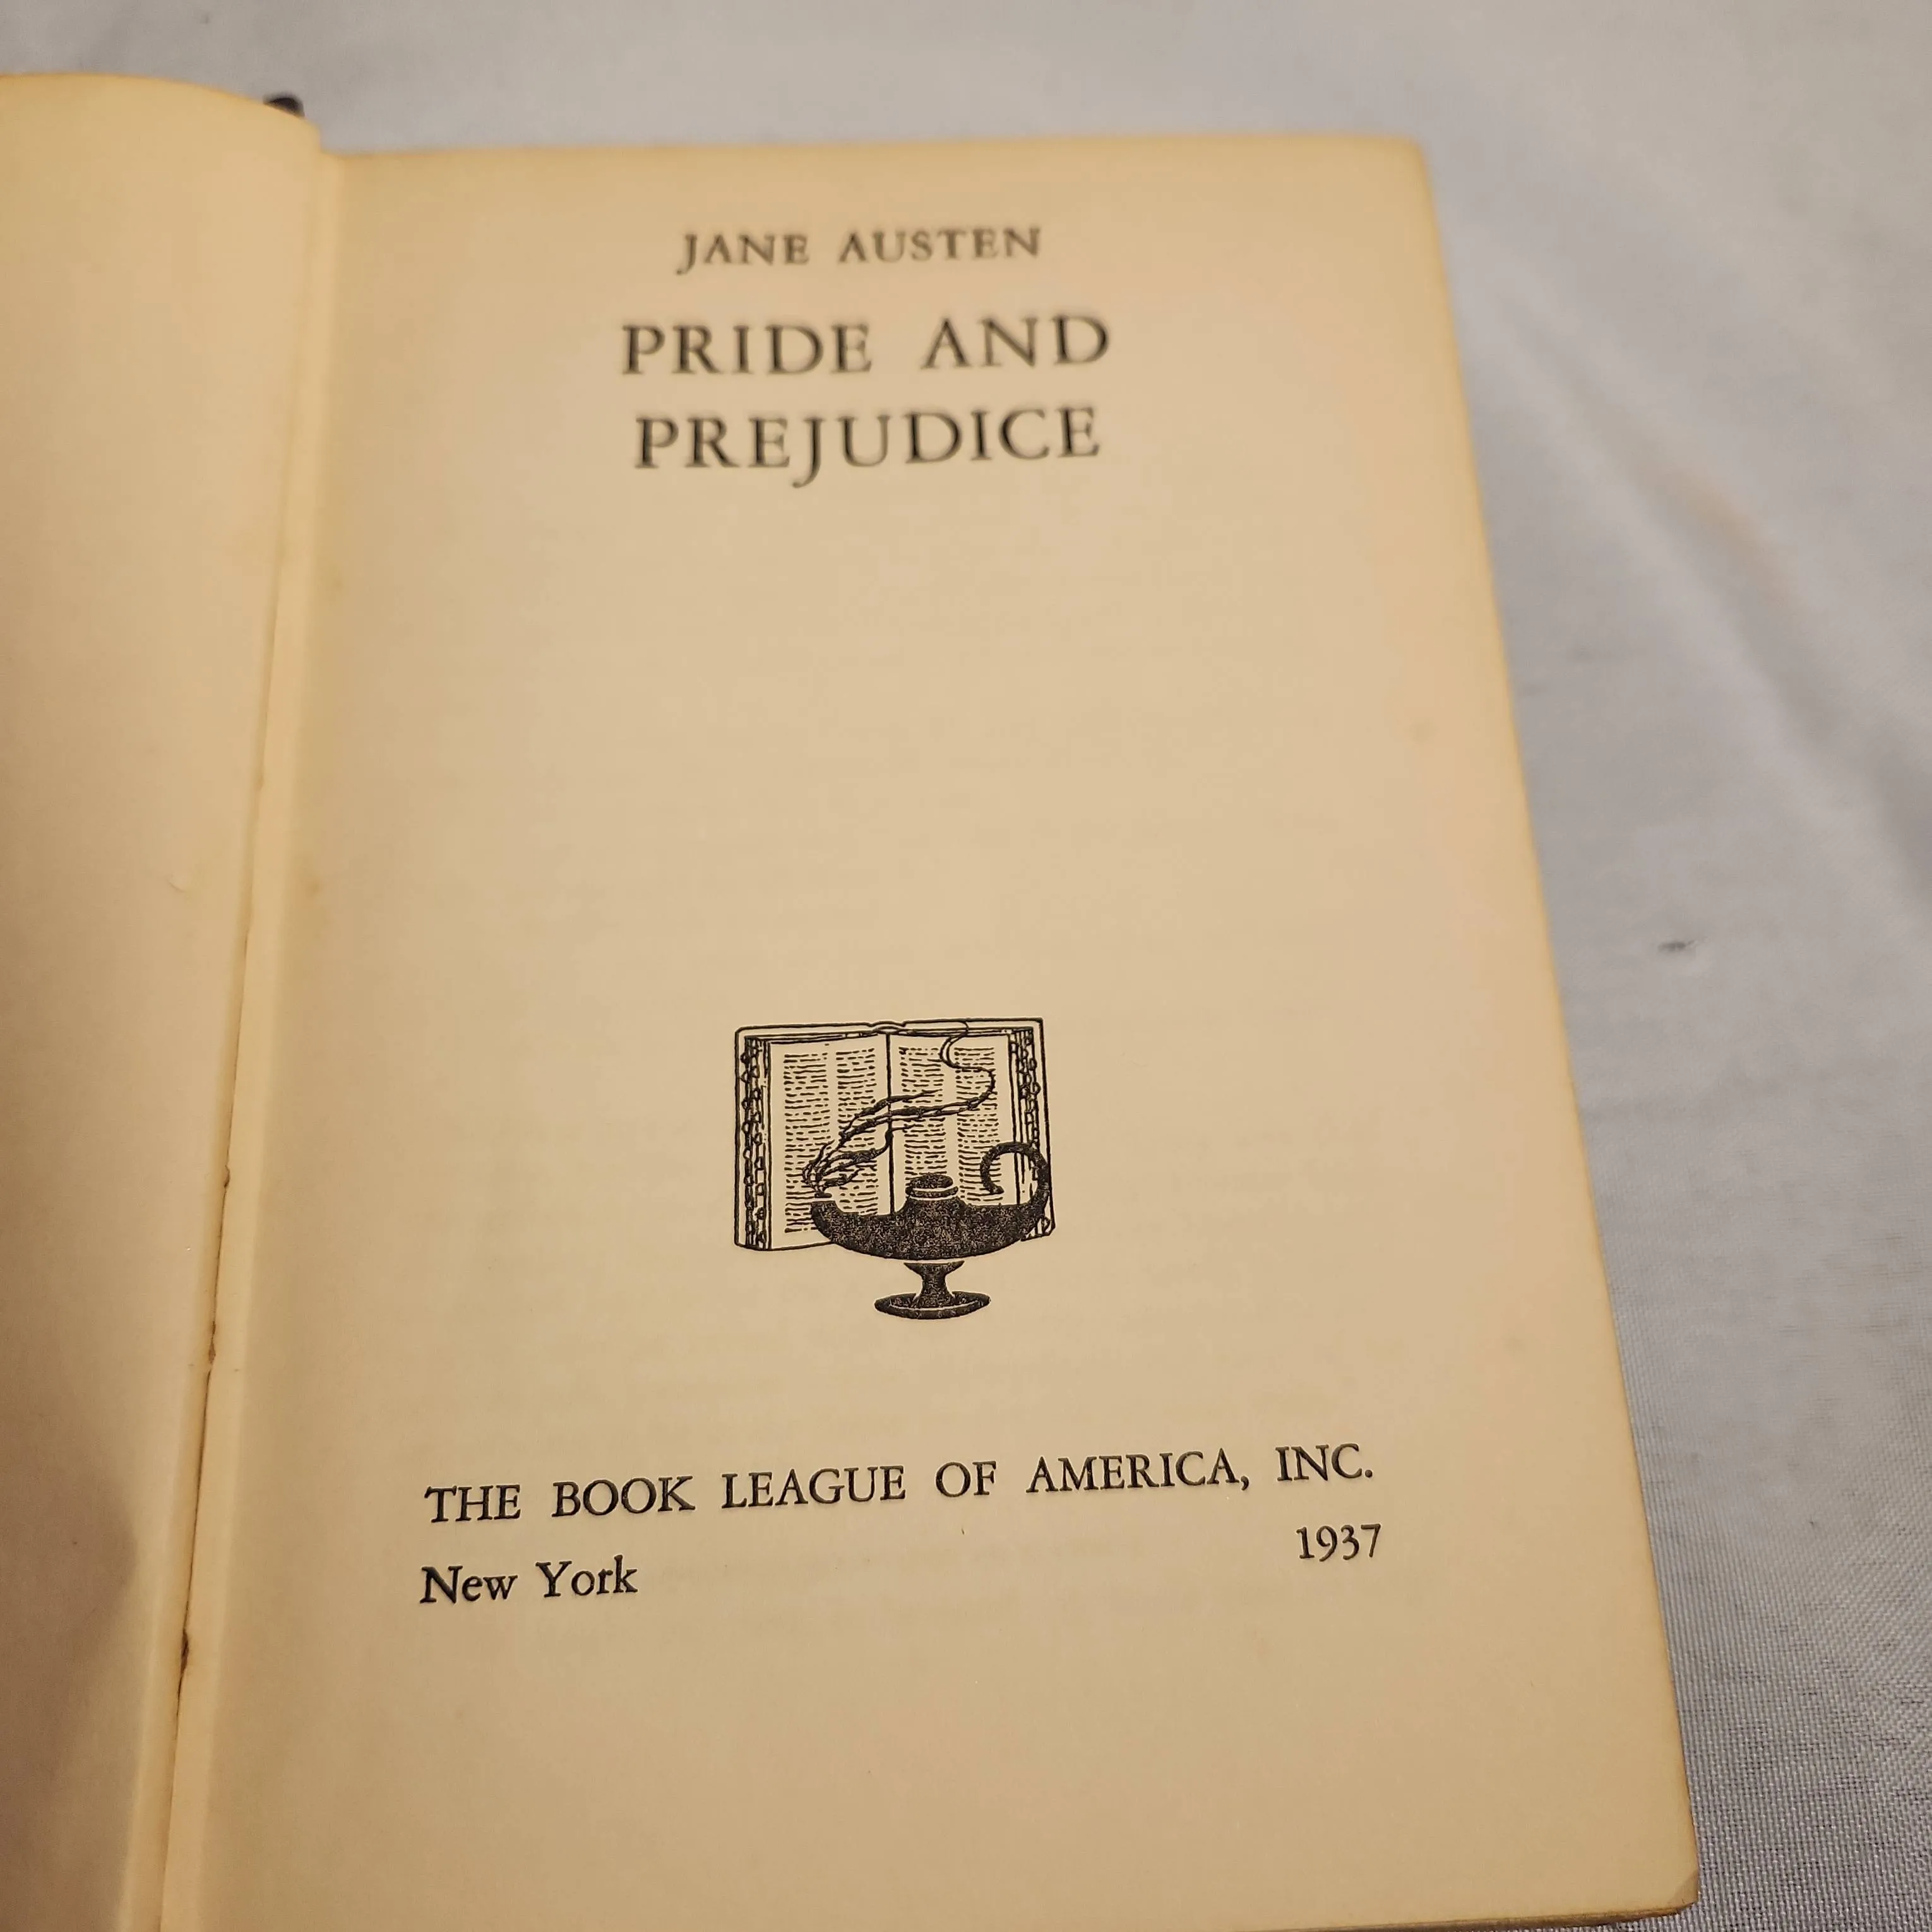 JANE AUSTEN
PRIDE AND
PREJUDICE
THE BOOK LEAGUE OF AMERICA, INC.
New York 1937